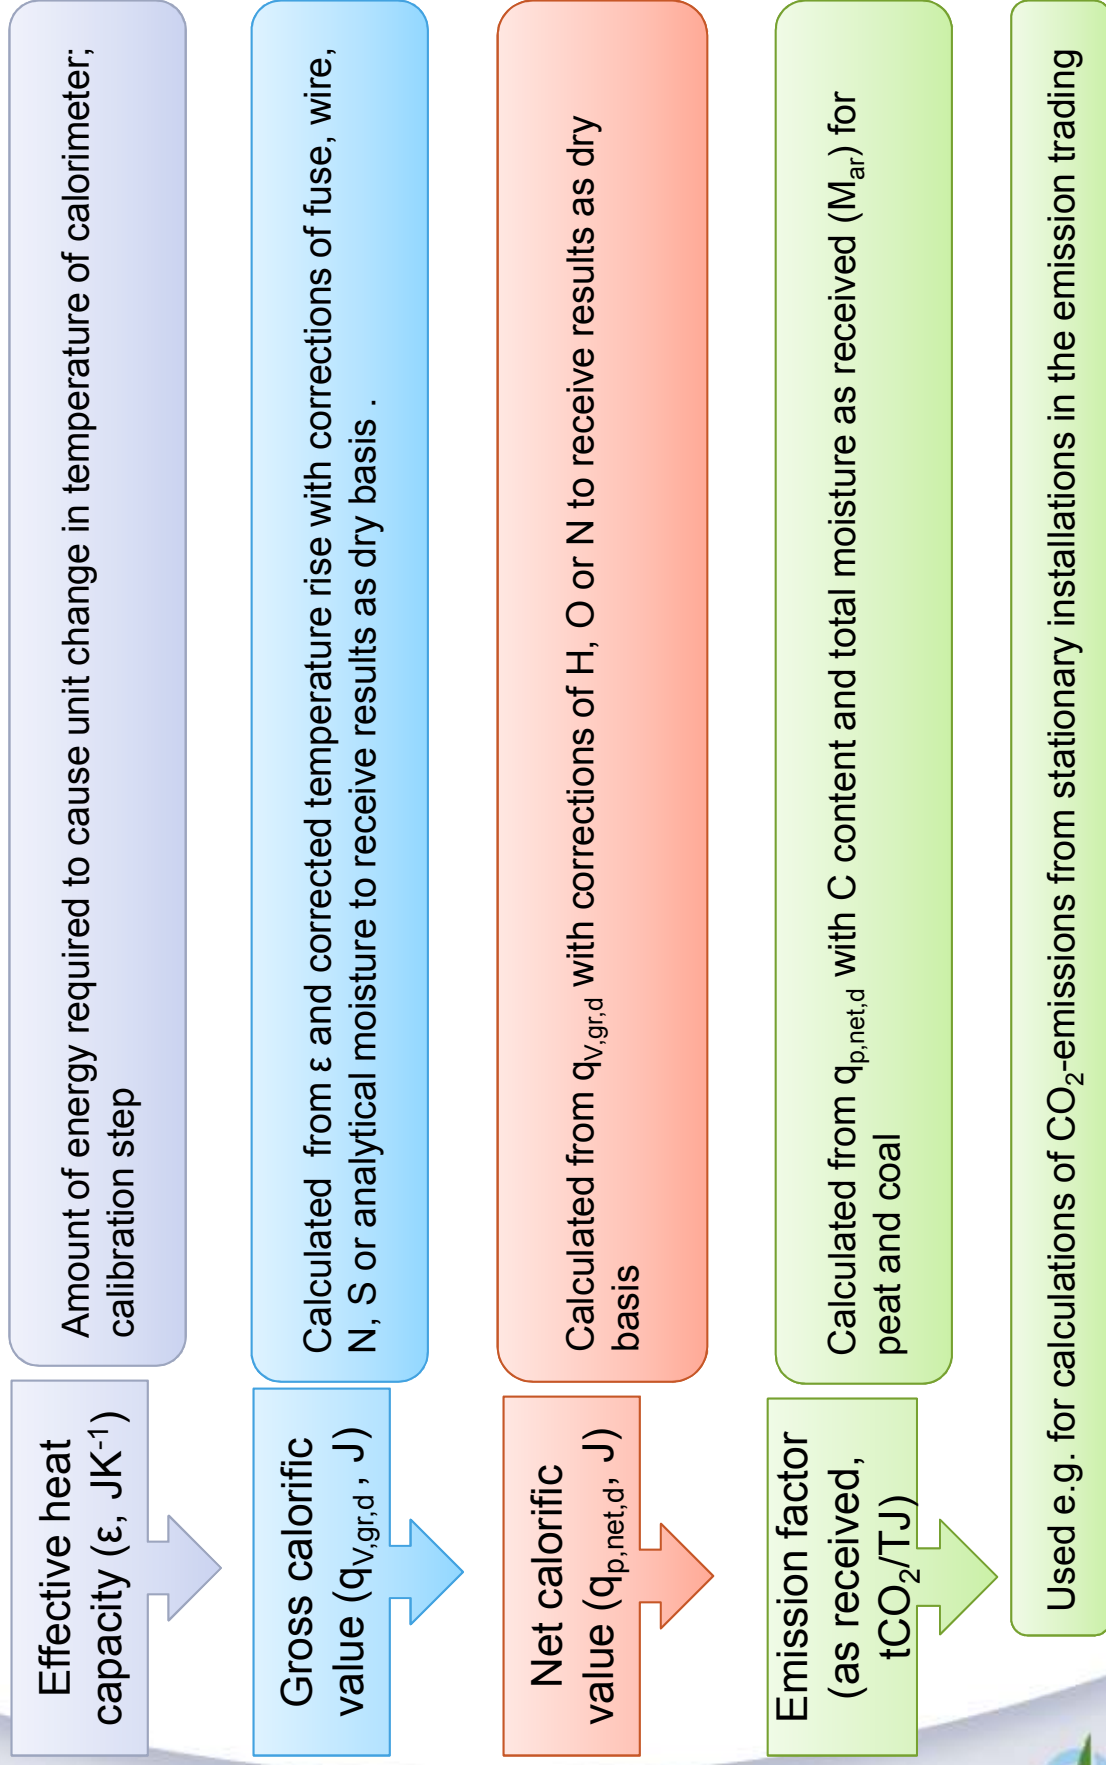 Effective heat
capacity (ε, JK⁻¹)
Amount of energy required to cause unit change in temperature of calorimeter;
calibration step
Gross calorific
value (qV,gr,d , J)
Calculated from ε and corrected temperature rise with corrections of fuse, wire,
N, S or analytical moisture to receive results as dry basis .
Net calorific
value (qp,net,d, J)
Calculated from qV,gr,d with corrections of H, O or N to receive results as dry
basis
Emission factor
(as received,
tCO₂/TJ)
Calculated from qp,net,d with C content and total moisture as received (Mar) for
peat and coal
Used e.g. for calculations of CO₂-emissions from stationary installations in the emission trading